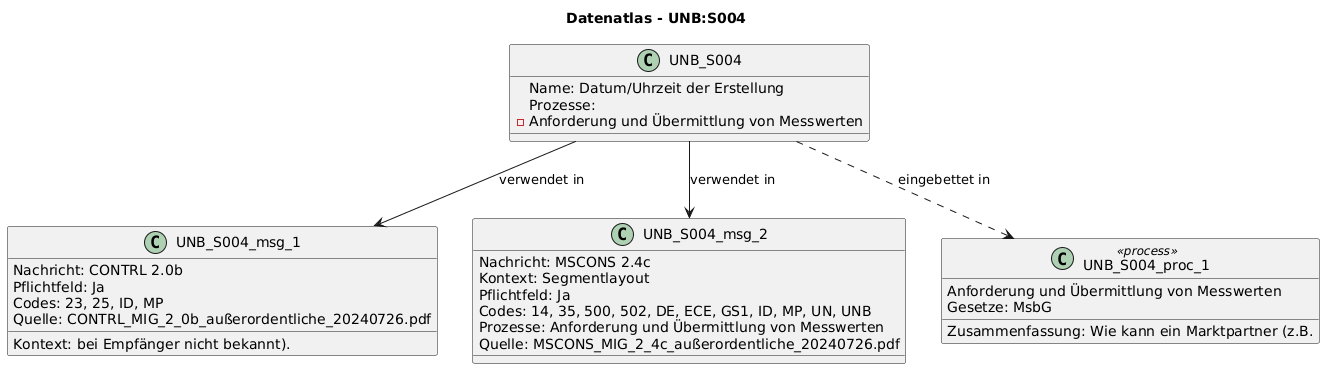 Datenatlas - UNB:S004
C UNB_S004
Name: Datum/Uhrzeit der Erstellung
Prozesse:
Anforderung und Übermittlung von Messwerten
verwendet in
verwendet in
eingebettet in
C UNB_S004_msg_1
Nachricht: CONTRL 2.0b
Pflichtfeld: Ja
Codes: 23, 25, ID, MP
Quelle: CONTRL_MIG_2_0b_außerordentliche_20240726.pdf
Kontext: bei Empfänger nicht bekannt).
C UNB_S004_msg_2
Nachricht: MSCONS 2.4c
Kontext: Segmentlayout
Pflichtfeld: Ja
Codes: 14, 35, 500, 502, DE, ECE, GS1, ID, MP, UN, UNB
Prozesse: Anforderung und Übermittlung von Messwerten
Quelle: MSCONS_MIG_2_4c_außerordentliche_20240726.pdf
«process»
C UNB_S004_proc_1
Anforderung und Übermittlung von Messwerten
Gesetze: MsbG
Zusammenfassung: Wie kann ein Marktpartner (z.B.